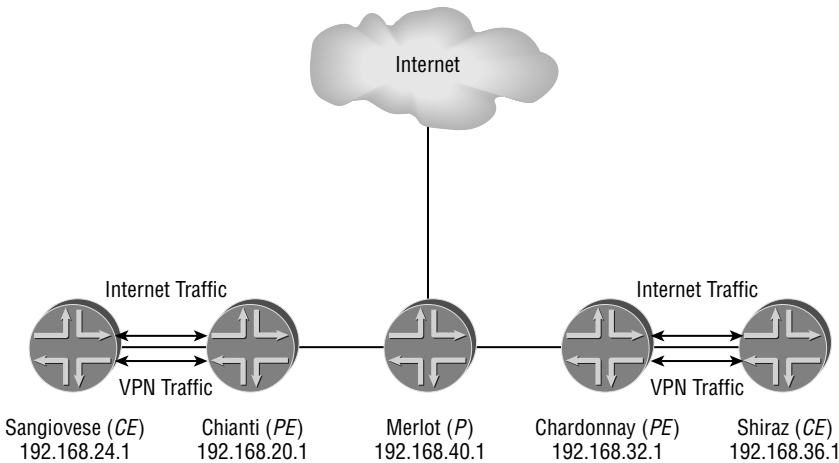 Internet
Internet Traffic
Internet Traffic
VPN Traffic
VPN Traffic
Sangiovese (CE)
192.168.24.1
Chianti (PE)
192.168.20.1
Merlot (P)
192.168.40.1
Chardonnay (PE)
192.168.32.1
Shiraz (CE)
192.168.36.1